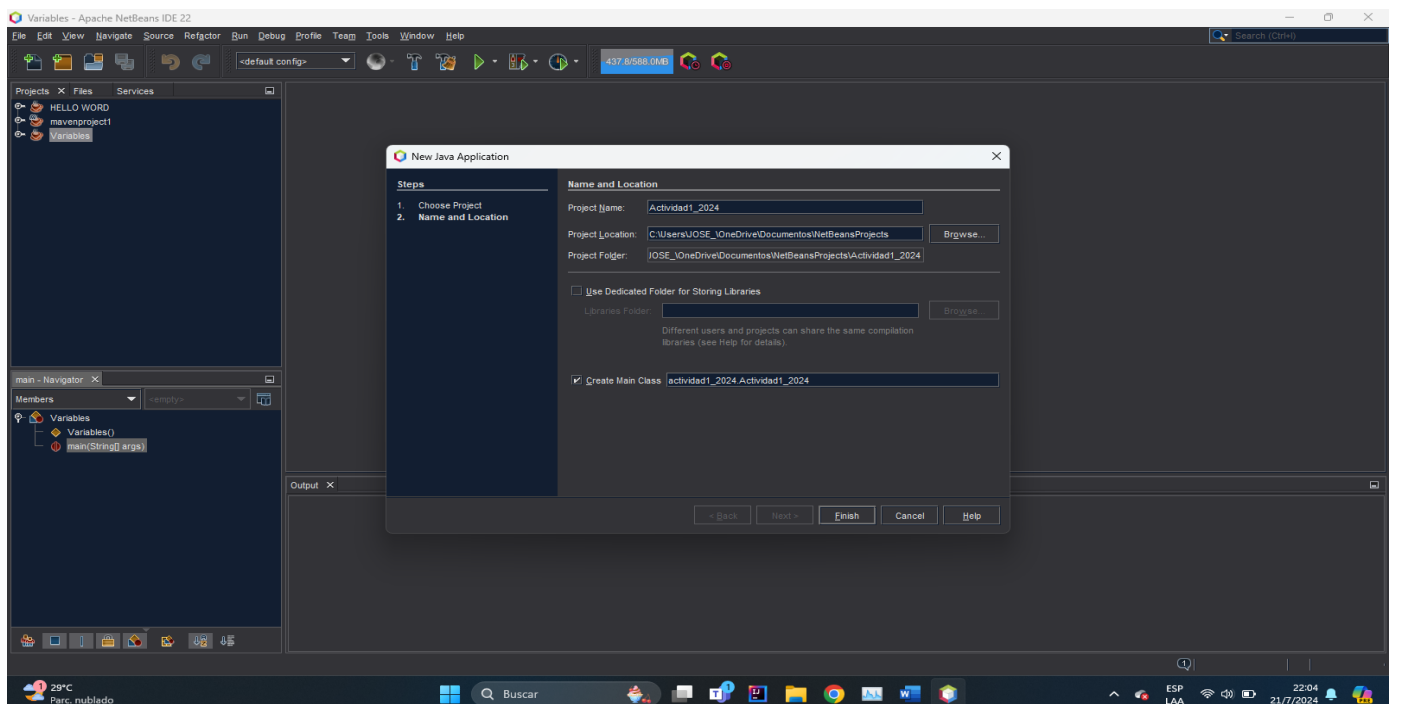 Variables - Apache NetBeans IDE 22
File Edit View Navigate Source Refactor Run Debug Profile Team Tools Window Help
Search (Ctrl+I)
<default config>
437.8/588.0MB
Projects Files Services
HELLO WORD
mavenproject1
Variables
New Java Application
Steps
1. Choose Project
2. Name and Location
Name and Location
Project Name: Actividad1_2024
Project Location: C:\Users\JOSE_\OneDrive\Documentos\NetBeansProjects Browse...
Project Folder: JOSE_\OneDrive\Documentos\NetBeansProjects\Actividad1_2024
Use Dedicated Folder for Storing Libraries
Libraries Folder: Browse...
Different users and projects can share the same compilation
libraries (see Help for details).
Create Main Class actividad1_2024.Actividad1_2024
< Back Next > Finish Cancel Help
main - Navigator
Members <empty>
Variables
Variables()
main(String[] args)
Output
1
1
29°C
Parc. nublado
Buscar
ESP
LAA
22:04
21/7/2024
PRE